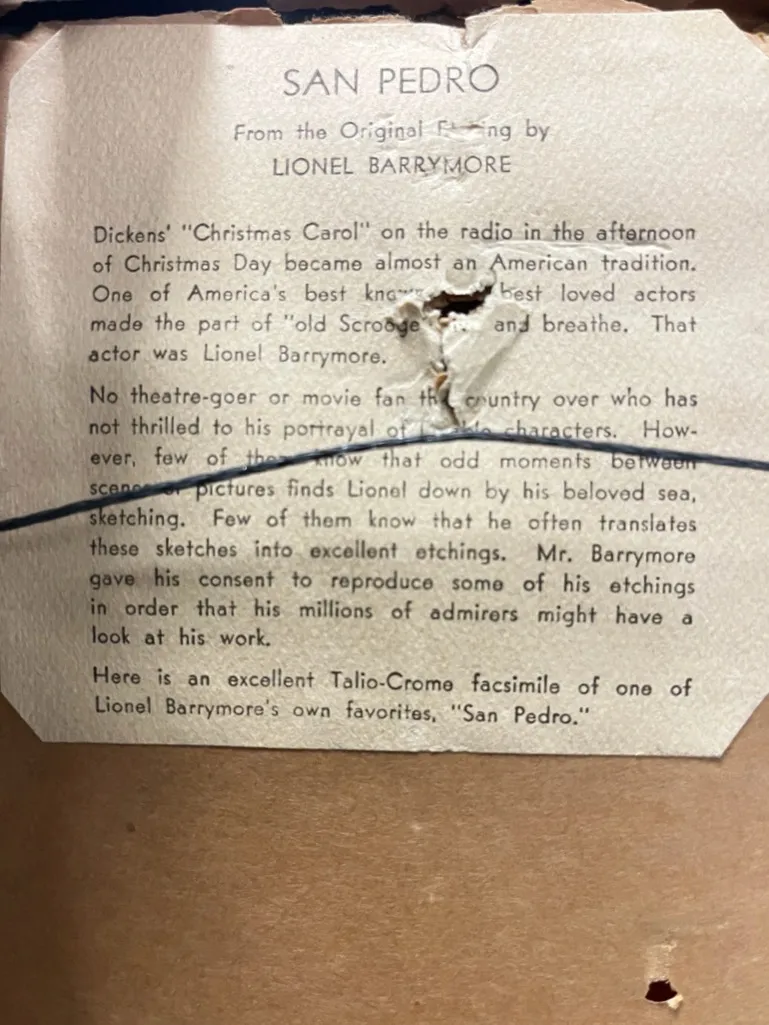 SAN PEDRO
From the Original by
LIONEL BARRYMORE
Dickens' "Christmas Carol" on the radio in the afternoon
of Christmas Day became almost an American tradition.
One of America's best best loved actors
made the part of "old Scrooge and breathe. That
actor was Lionel Barrymore.
No theatre-goer or movie fan the country over who has
not thrilled to his portrayal of characters. How-
ever, few of them know that odd moments between
scenes or pictures finds Lionel down by his beloved sea,
sketching. Few of them know that he often translates
these sketches into excellent etchings. Mr. Barrymore
gave his consent to reproduce some of his etchings
in order that his millions of admirers might have a
look at his work.
Here is an excellent Talio-Crome facsimile of one of
Lionel Barrymore's own favorites, "San Pedro."